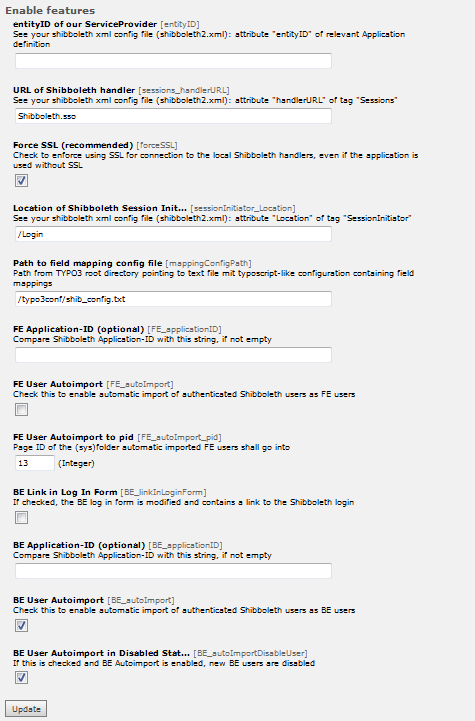 Enable features
entityID of our ServiceProvider [entityID]
See your shibboleth xml config file (shibboleth2.xml): attribute "entityID" of relevant Application
definition
URL of Shibboleth handler [sessions_handlerURL]
See your shibboleth xml config file (shibboleth2.xml): attribute "handlerURL" of tag "Sessions"
Shibboleth.sso
Force SSL (recommended) [forceSSL]
Check to enforce using SSL for connection to the local Shibboleth handlers, even if the application is
used without SSL
Location of Shibboleth Session Init... [sessionInitiator_Location]
See your shibboleth xml config file (shibboleth2.xml): attribute "Location" of tag "SessionInitiator"
/Login
Path to field mapping config file [mappingConfigPath]
Path from TYPO3 root directory pointing to text file mit typoscript-like configuration containing field
mappings
/typo3conf/shib_config.txt
FE Application-ID (optional) [FE_applicationID]
Compare Shibboleth Application-ID with this string, if not empty
FE User Autoimport [FE_autoImport]
Check this to enable automatic import of authenticated Shibboleth users as FE users
FE User Autoimport to pid [FE_autoImport_pid]
Page ID of the (sys)folder automatic imported FE users shall go into
13 (Integer)
BE Link in Log In Form [BE_linkInLoginForm]
If checked, the BE log in form is modified and contains a link to the Shibboleth login
BE Application-ID (optional) [BE_applicationID]
Compare Shibboleth Application-ID with this string, if not empty
BE User Autoimport [BE_autoImport]
Check this to enable automatic import of authenticated Shibboleth users as BE users
BE User Autoimport in Disabled Stat... [BE_autoImportDisableUser]
If this is checked and BE Autoimport is enabled, new BE users are disabled
Update